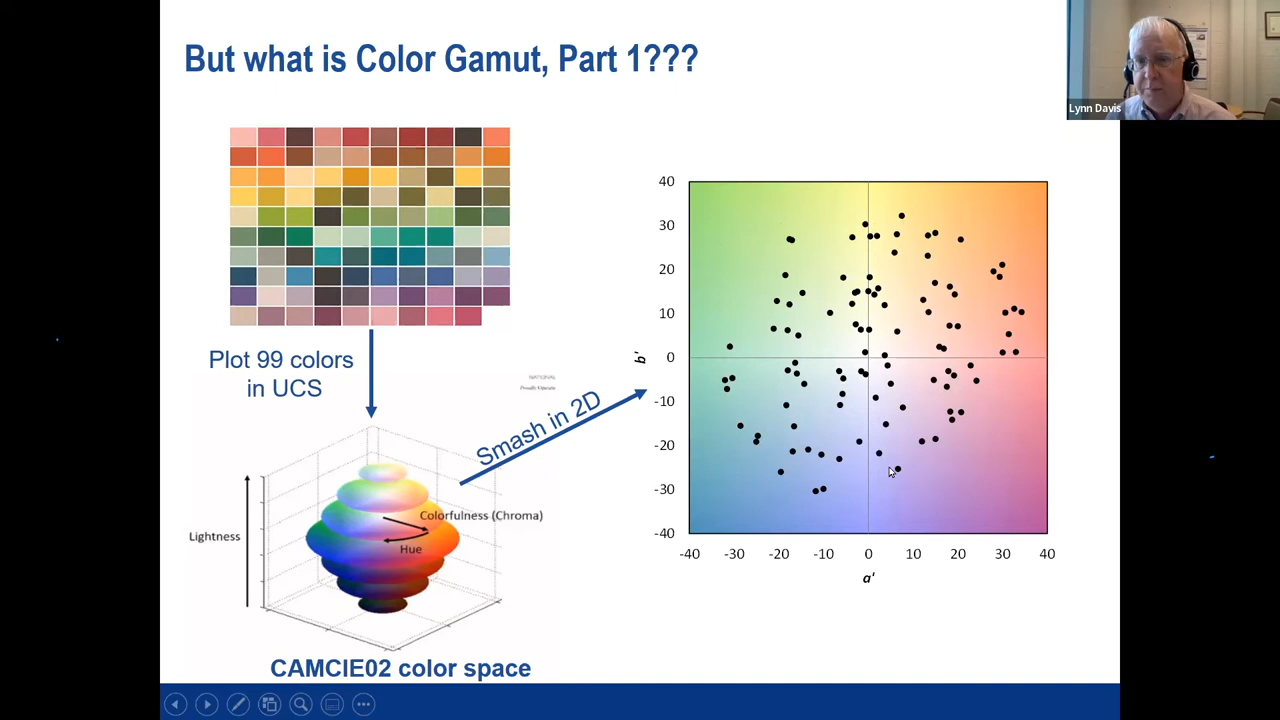 But what is Color Gamut, Part 1???
Lynn Davis
Plot 99 colors
in UCS
NATIONAL
Smash in 2D
Lightness
Colorfulness (Chroma)
Hue
CAMCIE02 color space
40
30
20
10
0
-10
-20
-30
-40
b'
-40 -30 -20 -10 0 10 20 30 40
a'